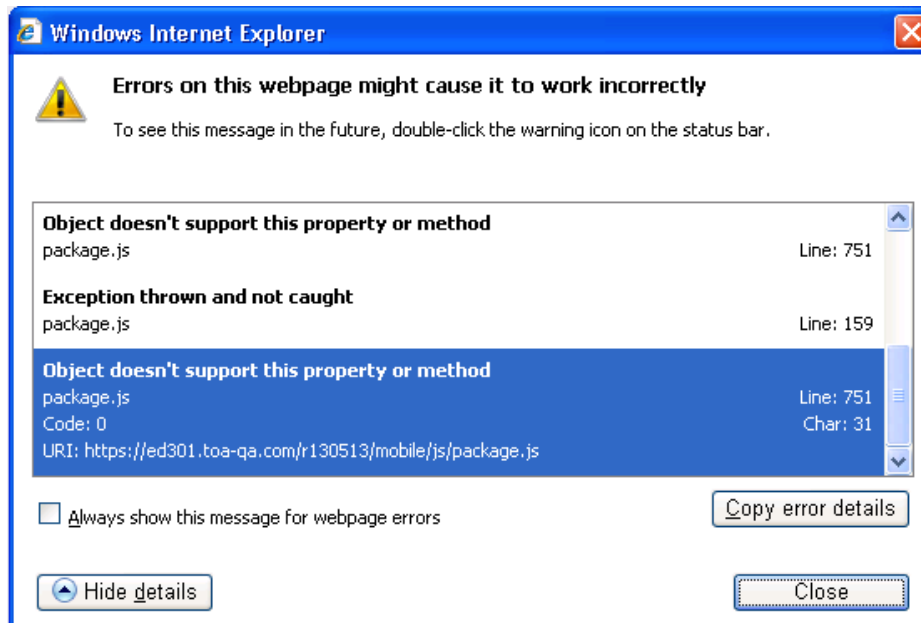 Windows Internet Explorer
Errors on this webpage might cause it to work incorrectly
To see this message in the future, double-click the warning icon on the status bar.
Object doesn't support this property or method
package.js Line: 751
Exception thrown and not caught
package.js Line: 159
Object doesn't support this property or method
package.js Line: 751
Code: 0 Char: 31
URI: https://ed301.toa-qa.com/r130513/mobile/js/package.js
Always show this message for webpage errors
Copy error details
Hide details
Close